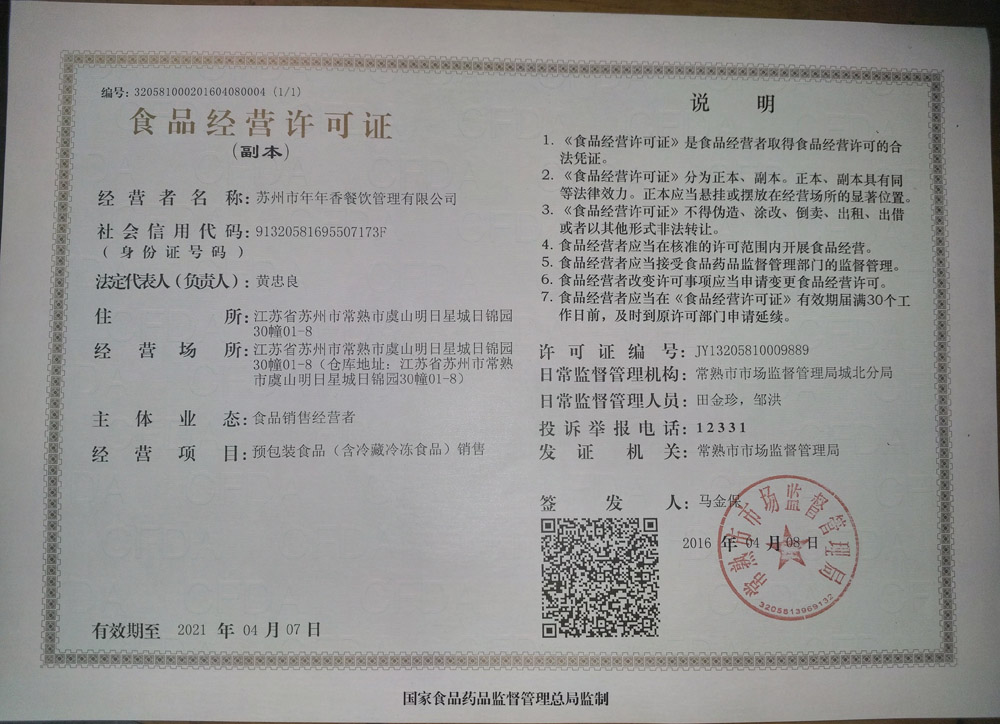 编号: 320581000201604080004 (1/1)
食品经营许可证
(副本)
经营者名称: 苏州市年年香餐饮管理有限公司
社会信用代码: 91320581695507173F
(身份证号码)
法定代表人(负责人): 黄忠良
住所: 江苏省苏州市常熟市虞山明日星城日锦园
30幢01-8
经营场所: 江苏省苏州市常熟市虞山明日星城日锦园
30幢01-8（仓库地址：江苏省苏州市常熟
市虞山明日星城日锦园30幢01-8）
主体业态: 食品销售经营者
经营项目: 预包装食品（含冷藏冷冻食品）销售
有效期至 2021 年 04 月 07 日
说明
1. 《食品经营许可证》是食品经营者取得食品经营许可的合
法凭证。
2. 《食品经营许可证》分为正本、副本。正本、副本具有同
等法律效力。正本应当悬挂或摆放在经营场所的显著位置。
3. 《食品经营许可证》不得伪造、涂改、倒卖、出租、出借
或者以其他形式非法转让。
4. 食品经营者应当在核准的许可范围内开展食品经营。
5. 食品经营者应当接受食品药品监督管理部门的监督管理。
6. 食品经营者改变许可事项应当申请变更食品经营许可。
7. 食品经营者应当在《食品经营许可证》有效期届满30个工
作日前，及时到原许可部门申请延续。
许可证编号: JY13205810009889
日常监督管理机构: 常熟市市场监督管理局城北分局
日常监督管理人员: 田金珍，邹洪
投诉举报电话: 12331
发证机关: 常熟市市场监督管理局
签发人: 马金保
2016 年 04 月 08 日
常熟市市场监督管理局
3205813969132
国家食品药品监督管理总局监制